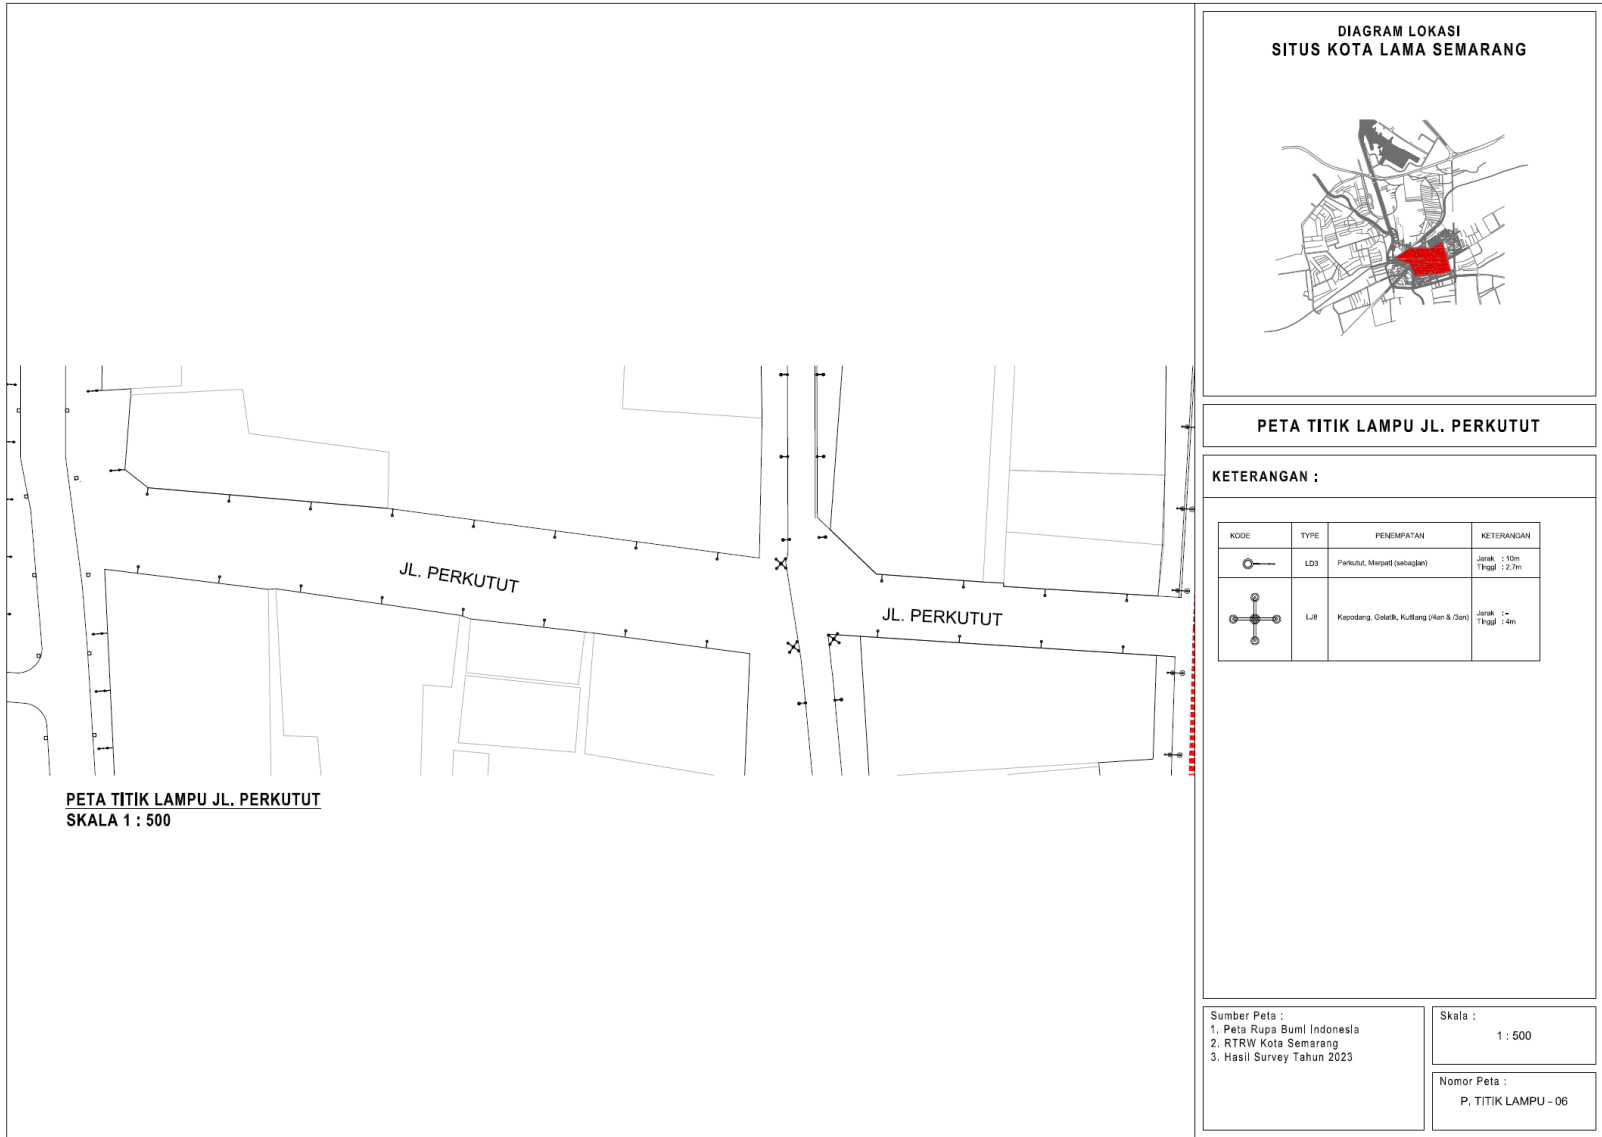 JL. PERKUTUT
JL. PERKUTUT
PETA TITIK LAMPU JL. PERKUTUT
SKALA 1 : 500
DIAGRAM LOKASI
SITUS KOTA LAMA SEMARANG
PETA TITIK LAMPU JL. PERKUTUT
KETERANGAN :
KODE TYPE PENEMPATAN KETERANGAN
LD3 Perkutut, Merpati (sebagian) Jarak : 10m
Tinggi : 2,7m
LJ8 Kepodang, Gelatik, Kutilang (/4an & /3an) Jarak : -
Tinggi : 4m
Sumber Peta :
1. Peta Rupa Bumi Indonesia
2. RTRW Kota Semarang
3. Hasil Survey Tahun 2023
Skala :
1 : 500
Nomor Peta :
P. TITIK LAMPU - 06